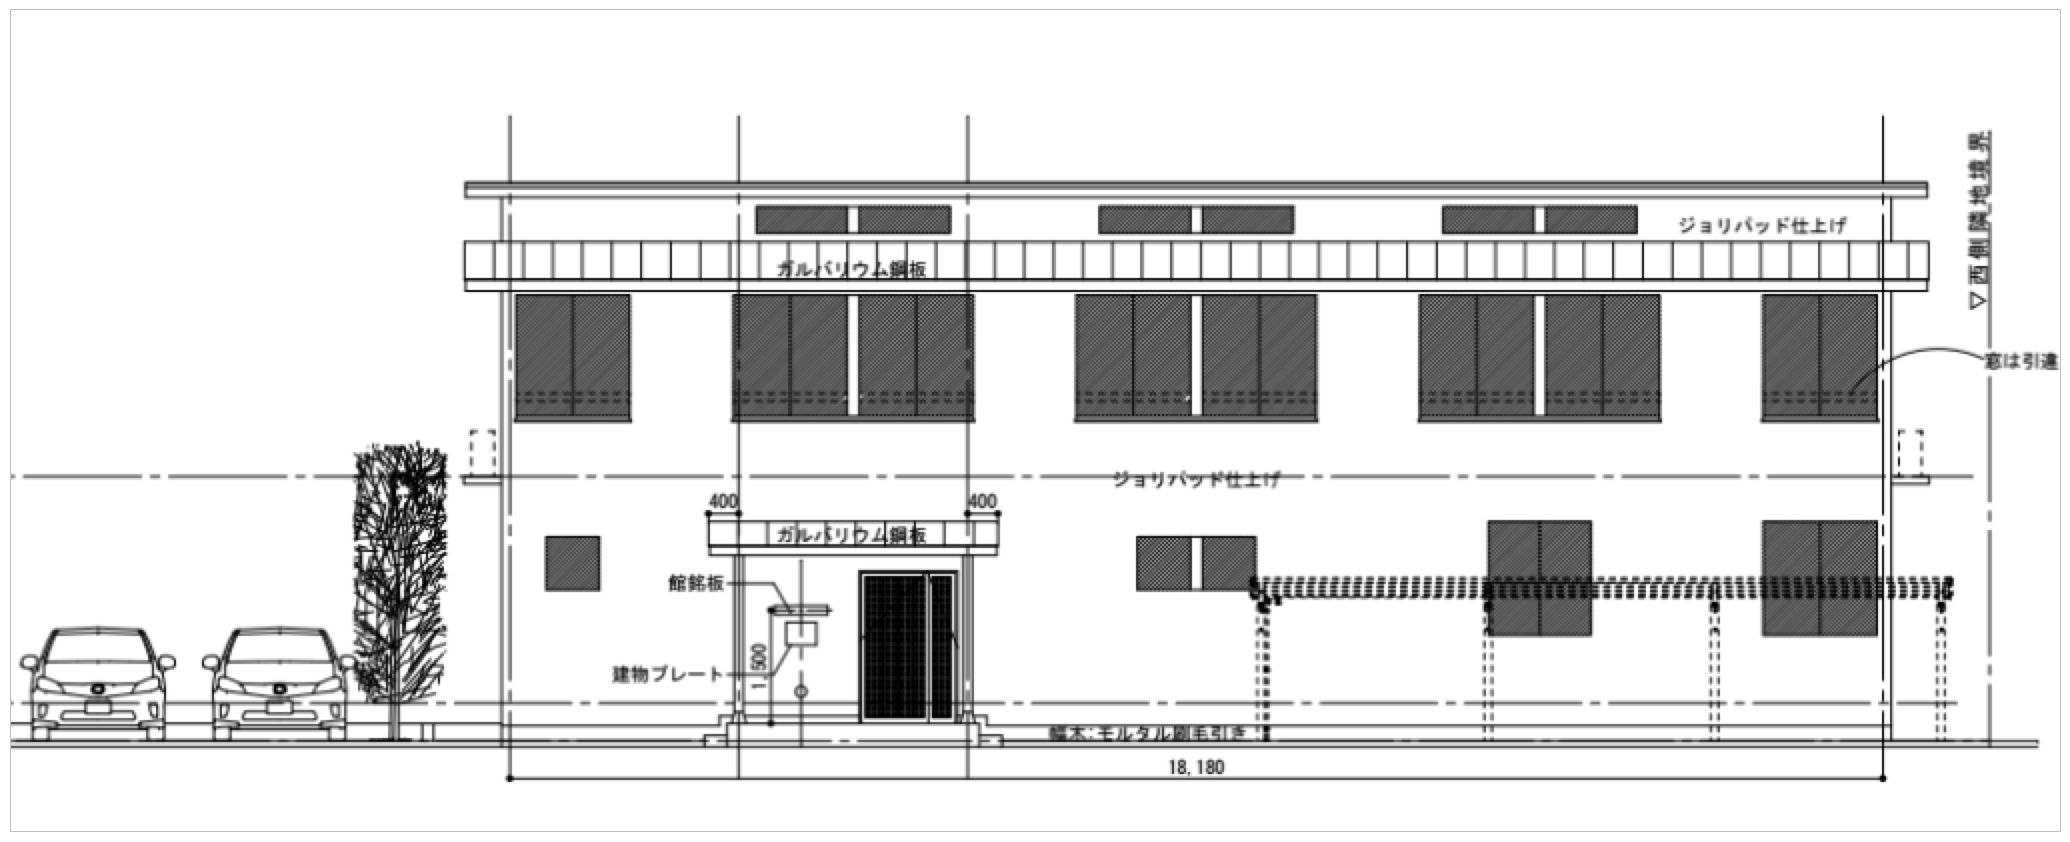 ▽西側隣地境界
ジョリパッド仕上げ
ガルバリウム鋼板
窓は引違
ジョリパッド仕上げ
400
400
ガルバリウム鋼板
館銘板
建物プレート
1,500
幅木:モルタル刷毛引き
18,180